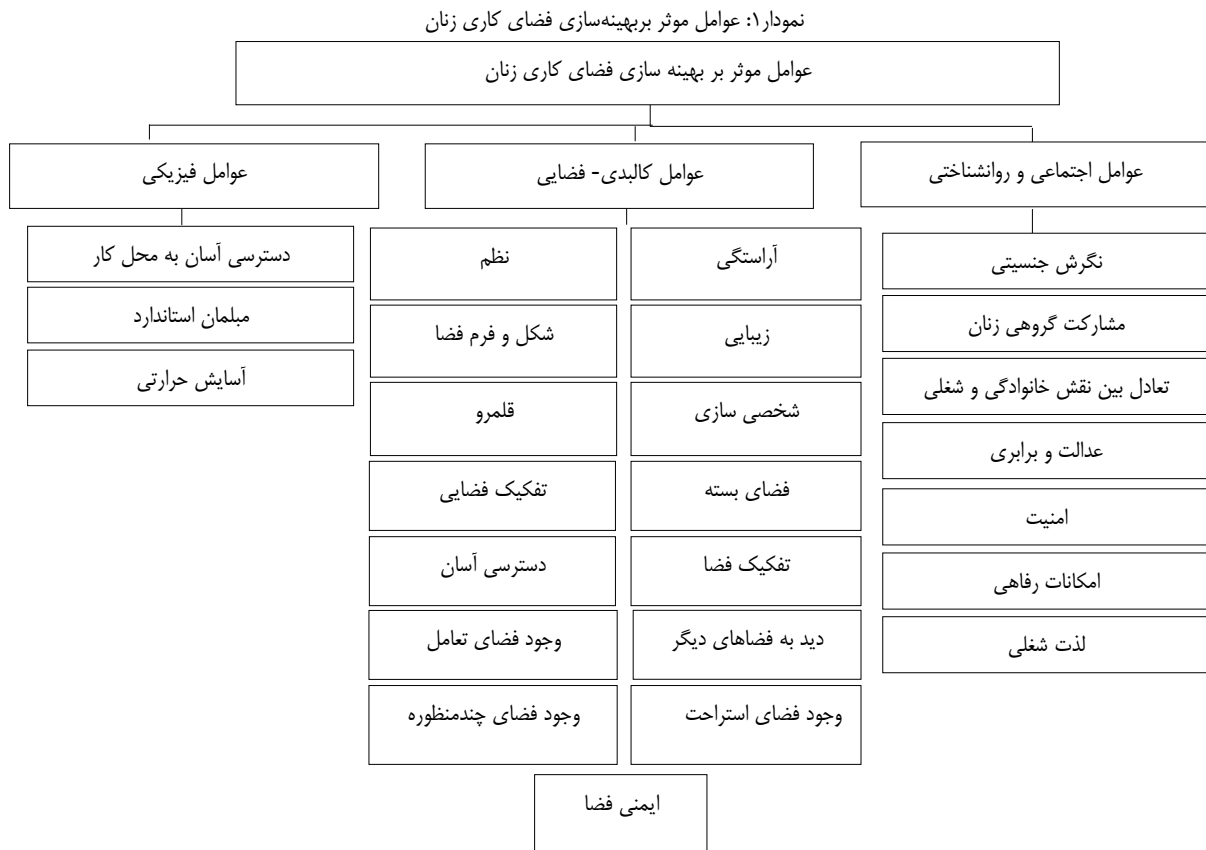 نمودار۱: عوامل موثر بربهینه‌سازی فضای کاری زنان
عوامل موثر بر بهینه سازی فضای کاری زنان
عوامل اجتماعی و روانشناختی
نگرش جنسیتی
مشارکت گروهی زنان
تعادل بین نقش خانوادگی و شغلی
عدالت و برابری
امنیت
امکانات رفاهی
لذت شغلی
عوامل کالبدی- فضایی
آراستگی
نظم
زیبایی
شکل و فرم فضا
شخصی سازی
قلمرو
فضای بسته
تفکیک فضایی
تفکیک فضا
دسترسی آسان
دید به فضاهای دیگر
وجود فضای تعامل
وجود فضای استراحت
وجود فضای چندمنظوره
ایمنی فضا
عوامل فیزیکی
دسترسی آسان به محل کار
مبلمان استاندارد
آسایش حرارتی